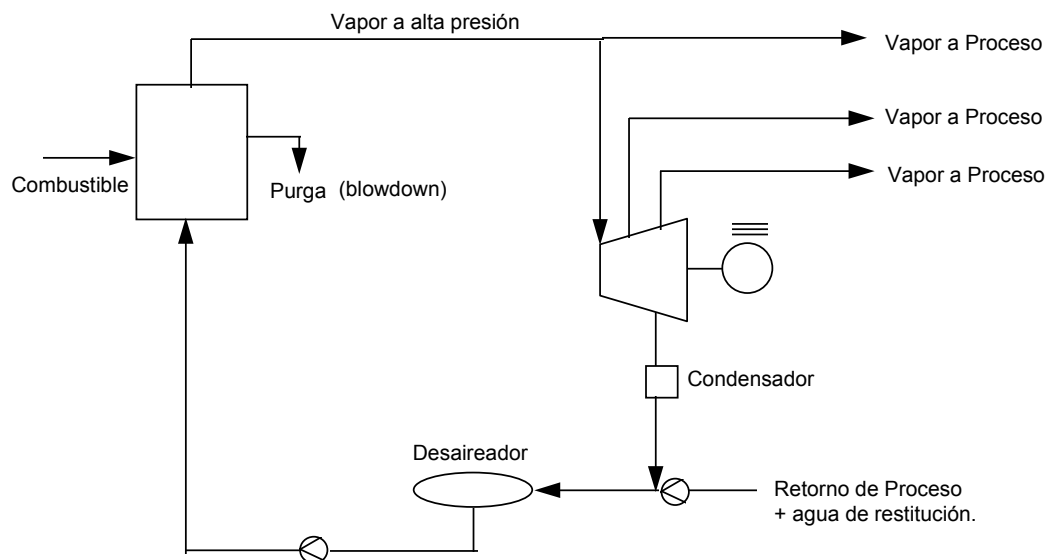 Vapor a alta presión
Vapor a Proceso
Vapor a Proceso
Vapor a Proceso
Combustible
Purga (blowdown)
Condensador
Desaireador
Retorno de Proceso
+ agua de restitución.